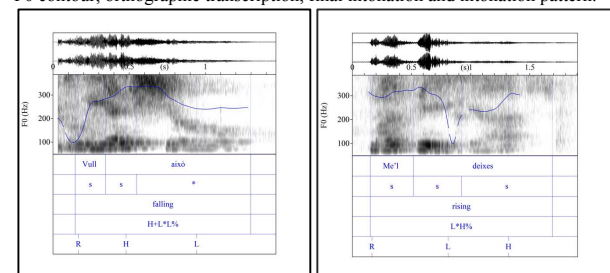 F0 contour, orthographic transcription, final intonation and intonation pattern.
0 0.5 (s) 1
F0 (Hz)
300
200
100
Vull això
s s *
falling
H+L*L%
R H L
0 0.5 (s)1 1.5
F0 (Hz)
300
200
100
Me'l deixes
s s s
rising
L*H%
R L H